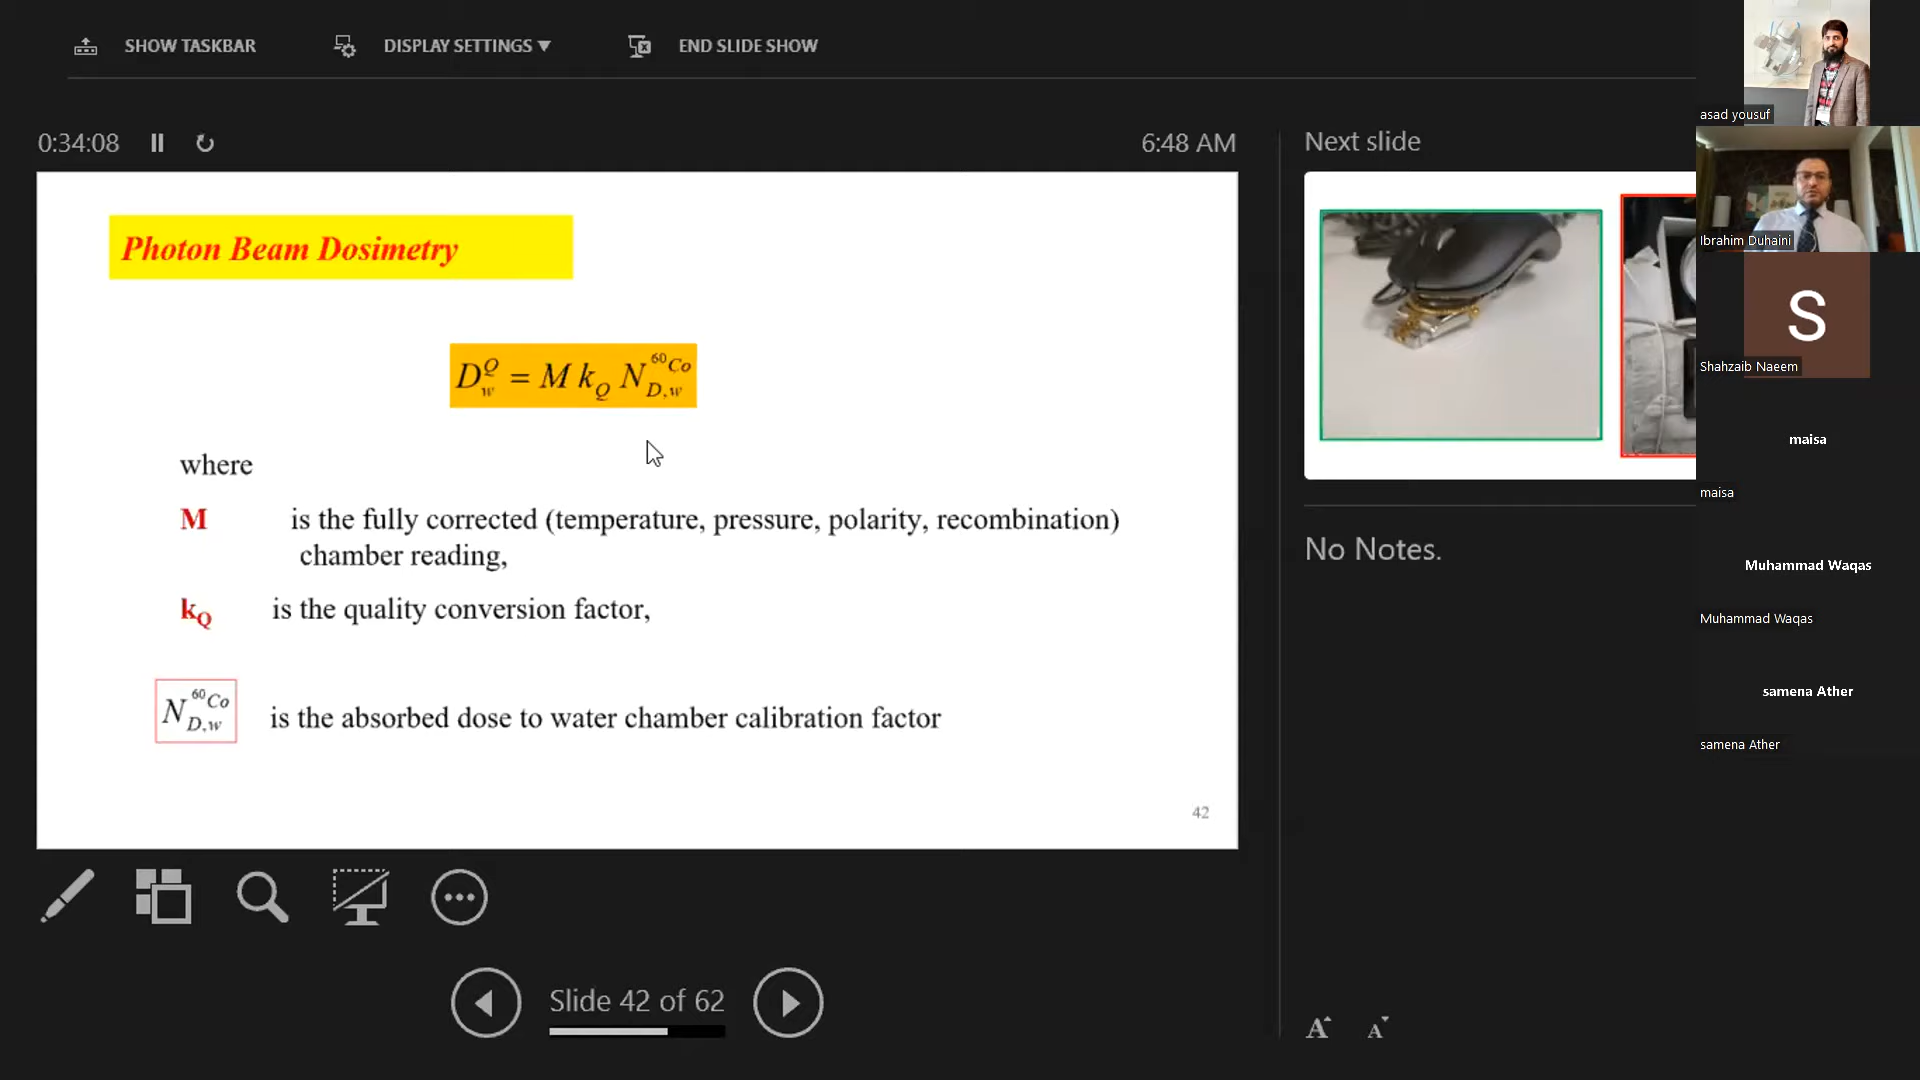 SHOW TASKBAR
DISPLAY SETTINGS ▼
END SLIDE SHOW
0:34:08
6:48 AM
Next slide
Photon Beam Dosimetry
D_w^Q = M k_Q N_{D,w}^{60Co}
where
M is the fully corrected (temperature, pressure, polarity, recombination)
chamber reading,
k_Q is the quality conversion factor,
N_{D,w}^{60Co} is the absorbed dose to water chamber calibration factor
42
No Notes.
Slide 42 of 62
A A
asad yousuf
Ibrahim Duhaini
S
Shahzaib Naeem
maisa
maisa
Muhammad Waqas
Muhammad Waqas
samena Ather
samena Ather